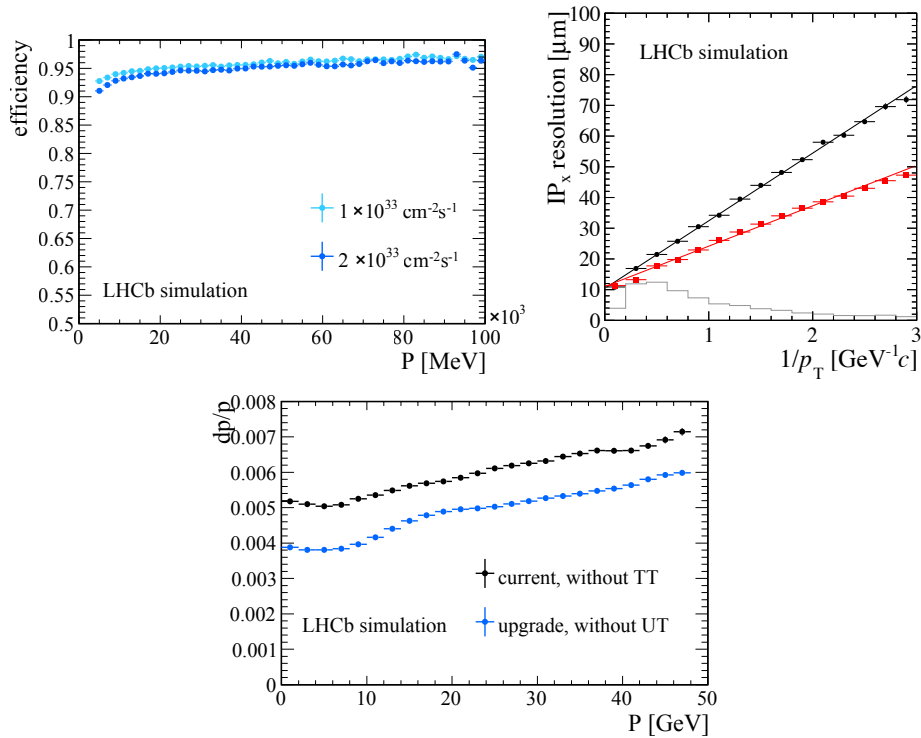 efficiency
1
0.95
0.9
0.85
0.8
0.75
0.7
0.65
0.6
0.55
0.5
1 ×10³³ cm⁻²s⁻¹
2 ×10³³ cm⁻²s⁻¹
LHCb simulation
0 20 40 60 80 100
×10³
P [MeV]
IPₓ resolution [μm]
100
90
80
70
60
50
40
30
20
10
0
LHCb simulation
0 1 2 3
1/p_T [GeV⁻¹c]
dp/p
0.008
0.007
0.006
0.005
0.004
0.003
0.002
0.001
0
current, without TT
upgrade, without UT
LHCb simulation
0 10 20 30 40 50
P [GeV]